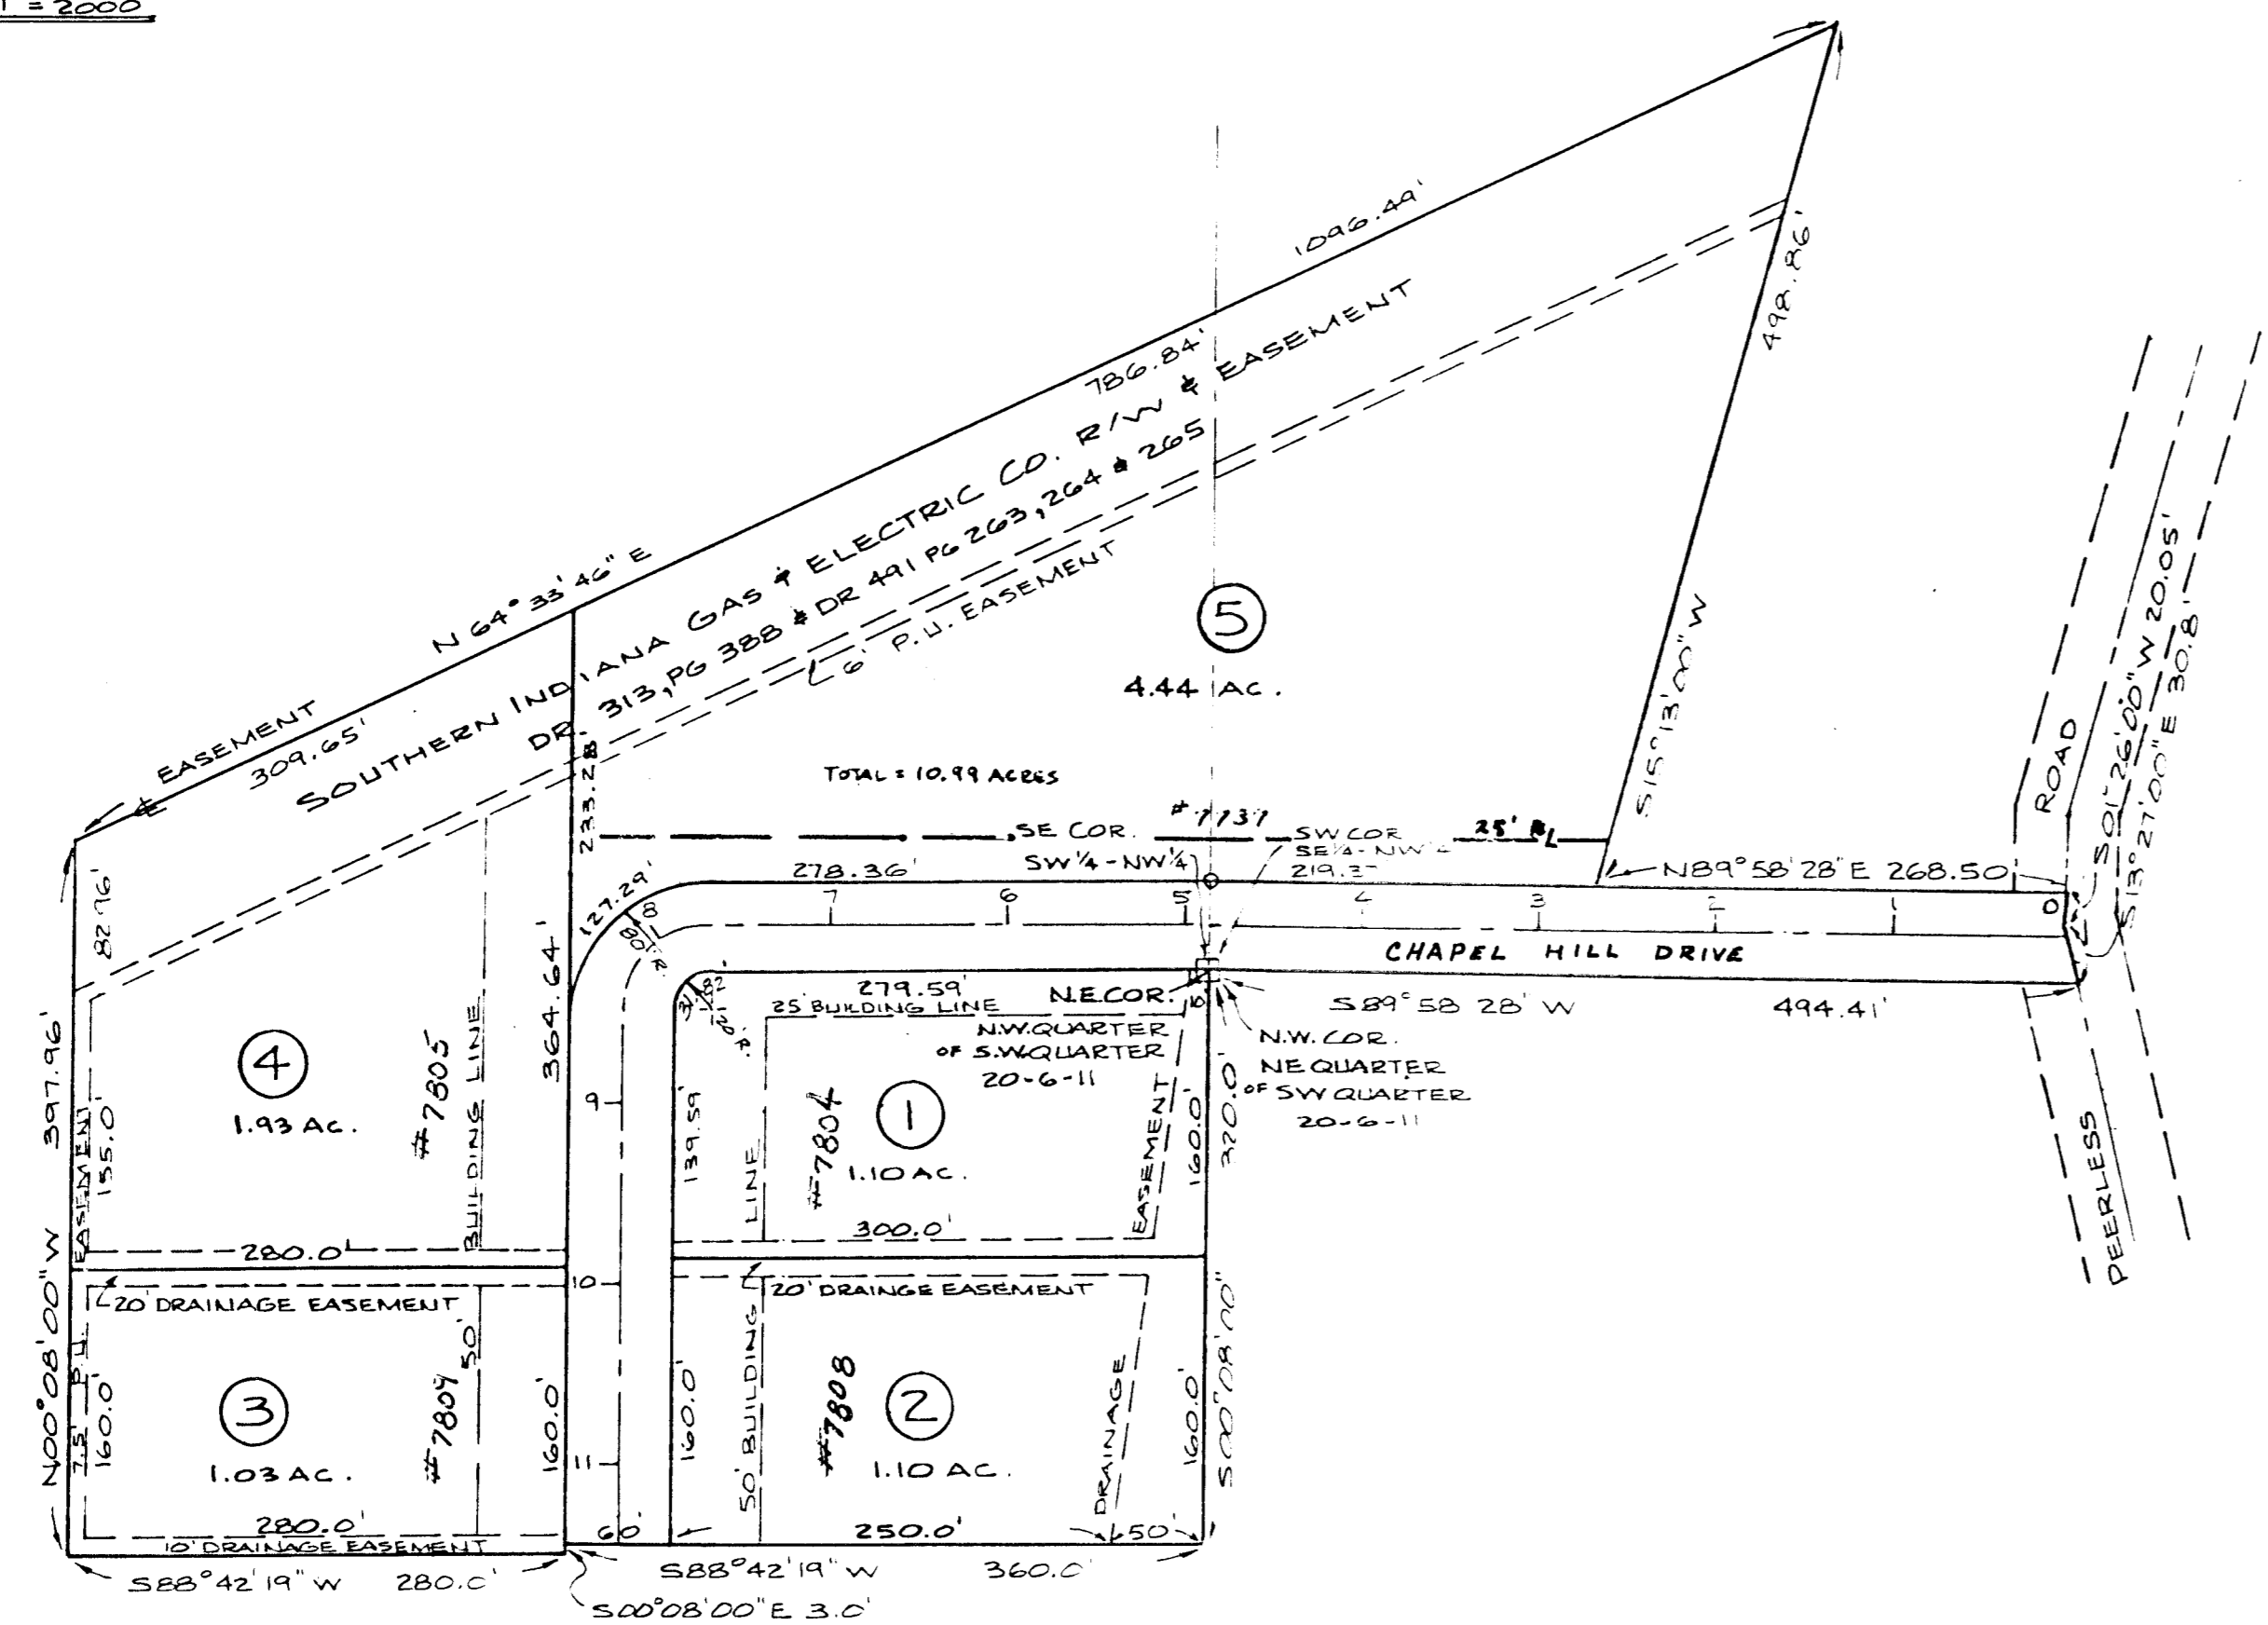 1" = 2000'
1096.49'
786.84'
498.86'
N 64° 33' 46" E
EASEMENT
309.65'
SOUTHERN INDIANA GAS & ELECTRIC CO. R/W & EASEMENT
DR. 313, PG 388 & DR 491 PG 263, 264 & 265
6' P.U. EASEMENT
5
4.44 AC.
TOTAL = 10.99 ACRES
S15°13'00"W
233.28
#7737
25' BL
SE COR.
SW 1/4 - NW 1/4
SW COR
SE 1/4 - NW 1/4
278.36'
N89°58'28"E 268.50
S01°26'00"W 20.05'
S13°27'00"E 30.8'
ROAD
PEERLESS
127.29'
80' R.
8
7
6
5
4
3
2
1
0
CHAPEL HILL DRIVE
S89°58'28" W
494.41'
279.59'
25' BUILDING LINE
N.E. COR.
N.W. QUARTER
OF S.W. QUARTER
20-6-11
N.W. COR.
NE QUARTER
OF SW QUARTER
20-6-11
82.96'
397.96'
364.64'
4
1.93 AC.
#7805
BUILDING LINE
EASEMENT
155.0'
280.0'
9
139.59'
LINE
#7804
1
1.10 AC.
300.0'
EASEMENT
160.0'
320.0'
N00°08'00"W
20' DRAINAGE EASEMENT
7.5' P.U.
160.0'
3
1.03 AC.
#7809
50'
160.0'
280.0'
10' DRAINAGE EASEMENT
10
11
60'
20' DRAINGE EASEMENT
160.0'
50' BUILDING
#7808
2
1.10 AC.
DRAINAGE
160.0'
S00°08'00"
250.0'
50'
S88°42'19" W 280.0'
S88°42'19" W 360.0'
S00°08'00"E 3.0'